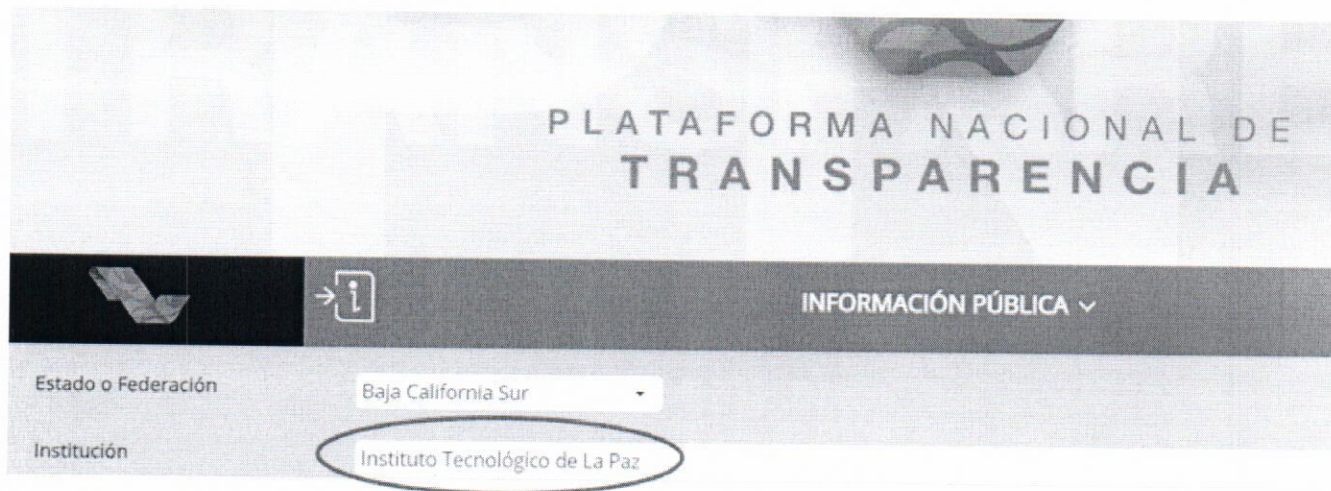 PLATAFORMA NACIONAL DE
TRANSPARENCIA
INFORMACIÓN PÚBLICA
Estado o Federación
Baja California Sur
Institución
Instituto Tecnológico de La Paz